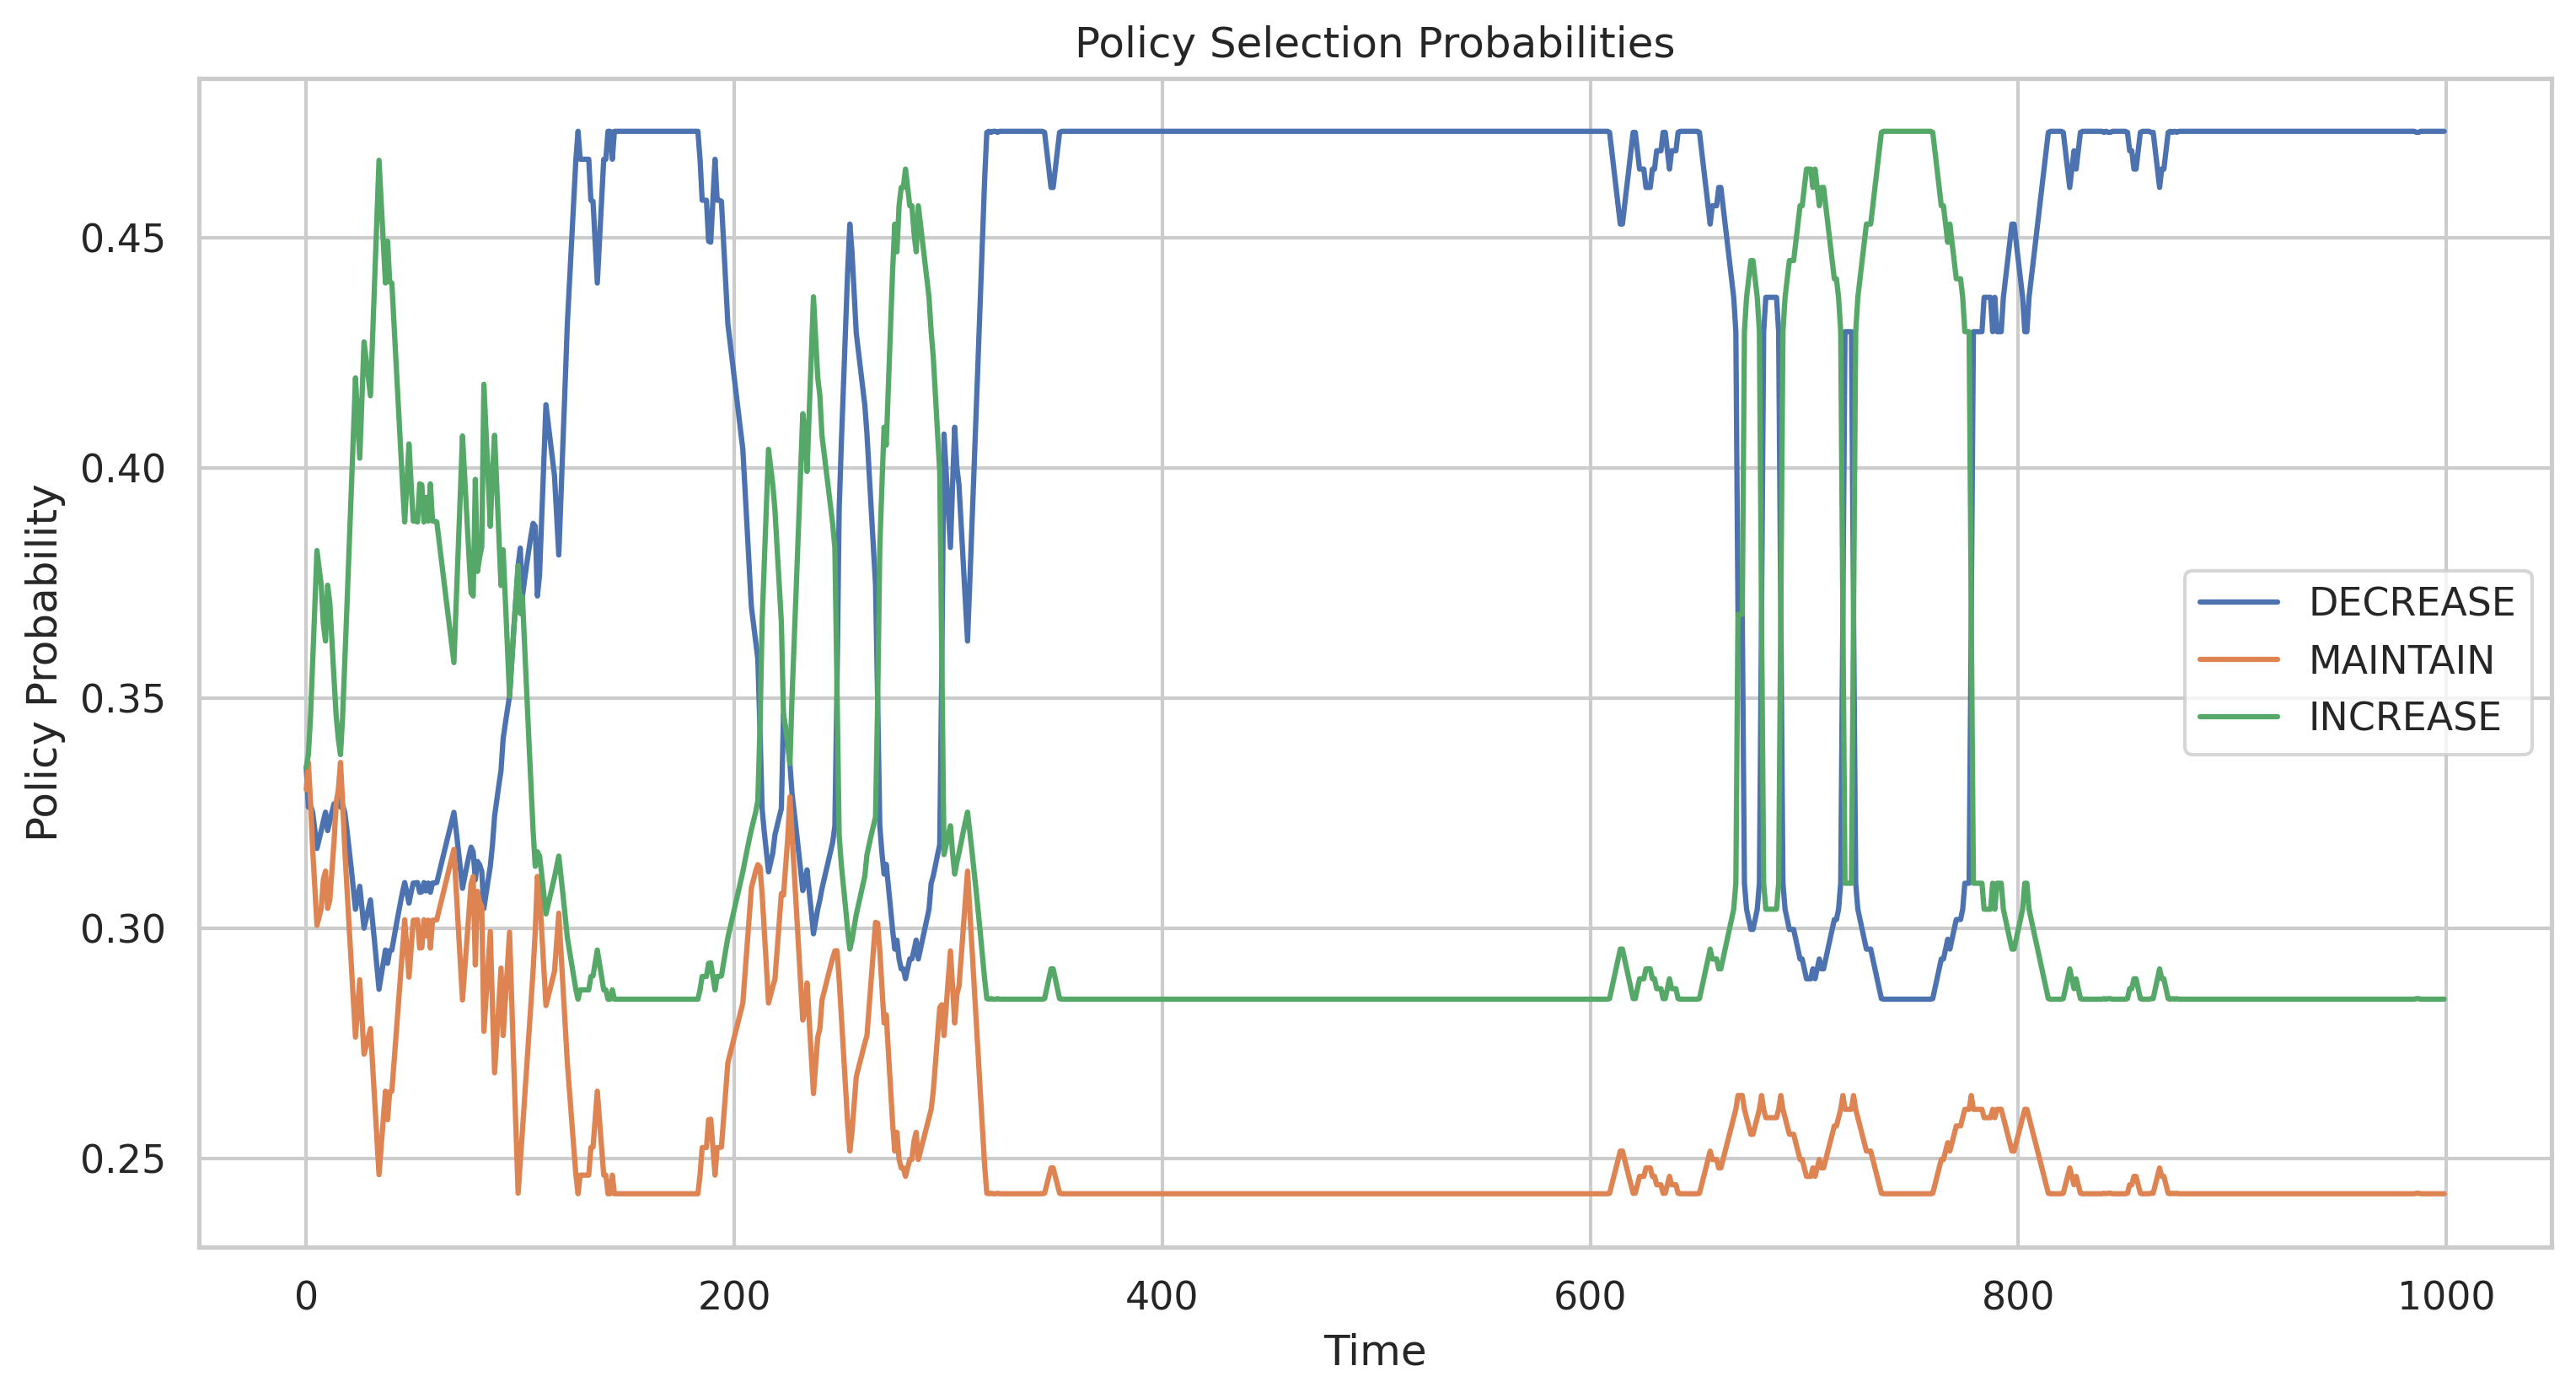 Policy Selection Probabilities
Policy Probability
0.45
0.40
0.35
0.30
0.25
DECREASE
MAINTAIN
INCREASE
0 200 400 600 800 1000
Time